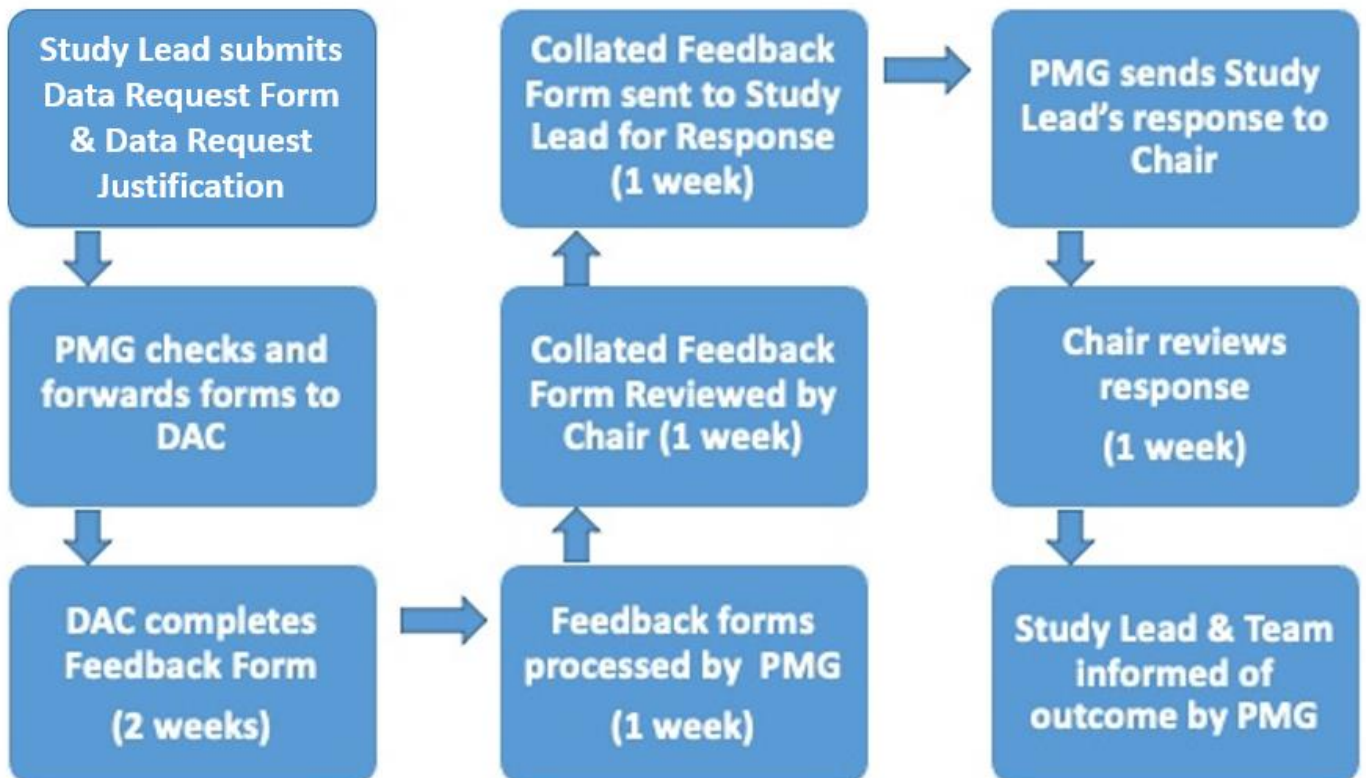 Study Lead submits
Data Request Form
& Data Request
Justification
PMG checks and
forwards forms to
DAC
DAC completes
Feedback Form
(2 weeks)
Feedback forms
processed by  PMG
(1 week)
Collated Feedback
Form Reviewed by
Chair (1 week)
Collated Feedback
Form sent to Study
Lead for Response
(1 week)
PMG sends Study
Lead’s response to
Chair
Chair reviews
response
(1 week)
Study Lead & Team
informed of
outcome by PMG